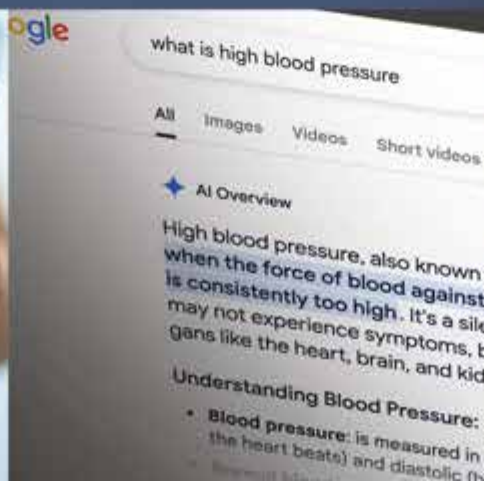 ogle
what is high blood pressure
All Images Videos Short videos
AI Overview
High blood pressure, also known
when the force of blood against
is consistently too high. It's a sile
may not experience symptoms, b
gans like the heart, brain, and kid
Understanding Blood Pressure:
• Blood pressure: is measured in
the heart beats) and diastolic (b